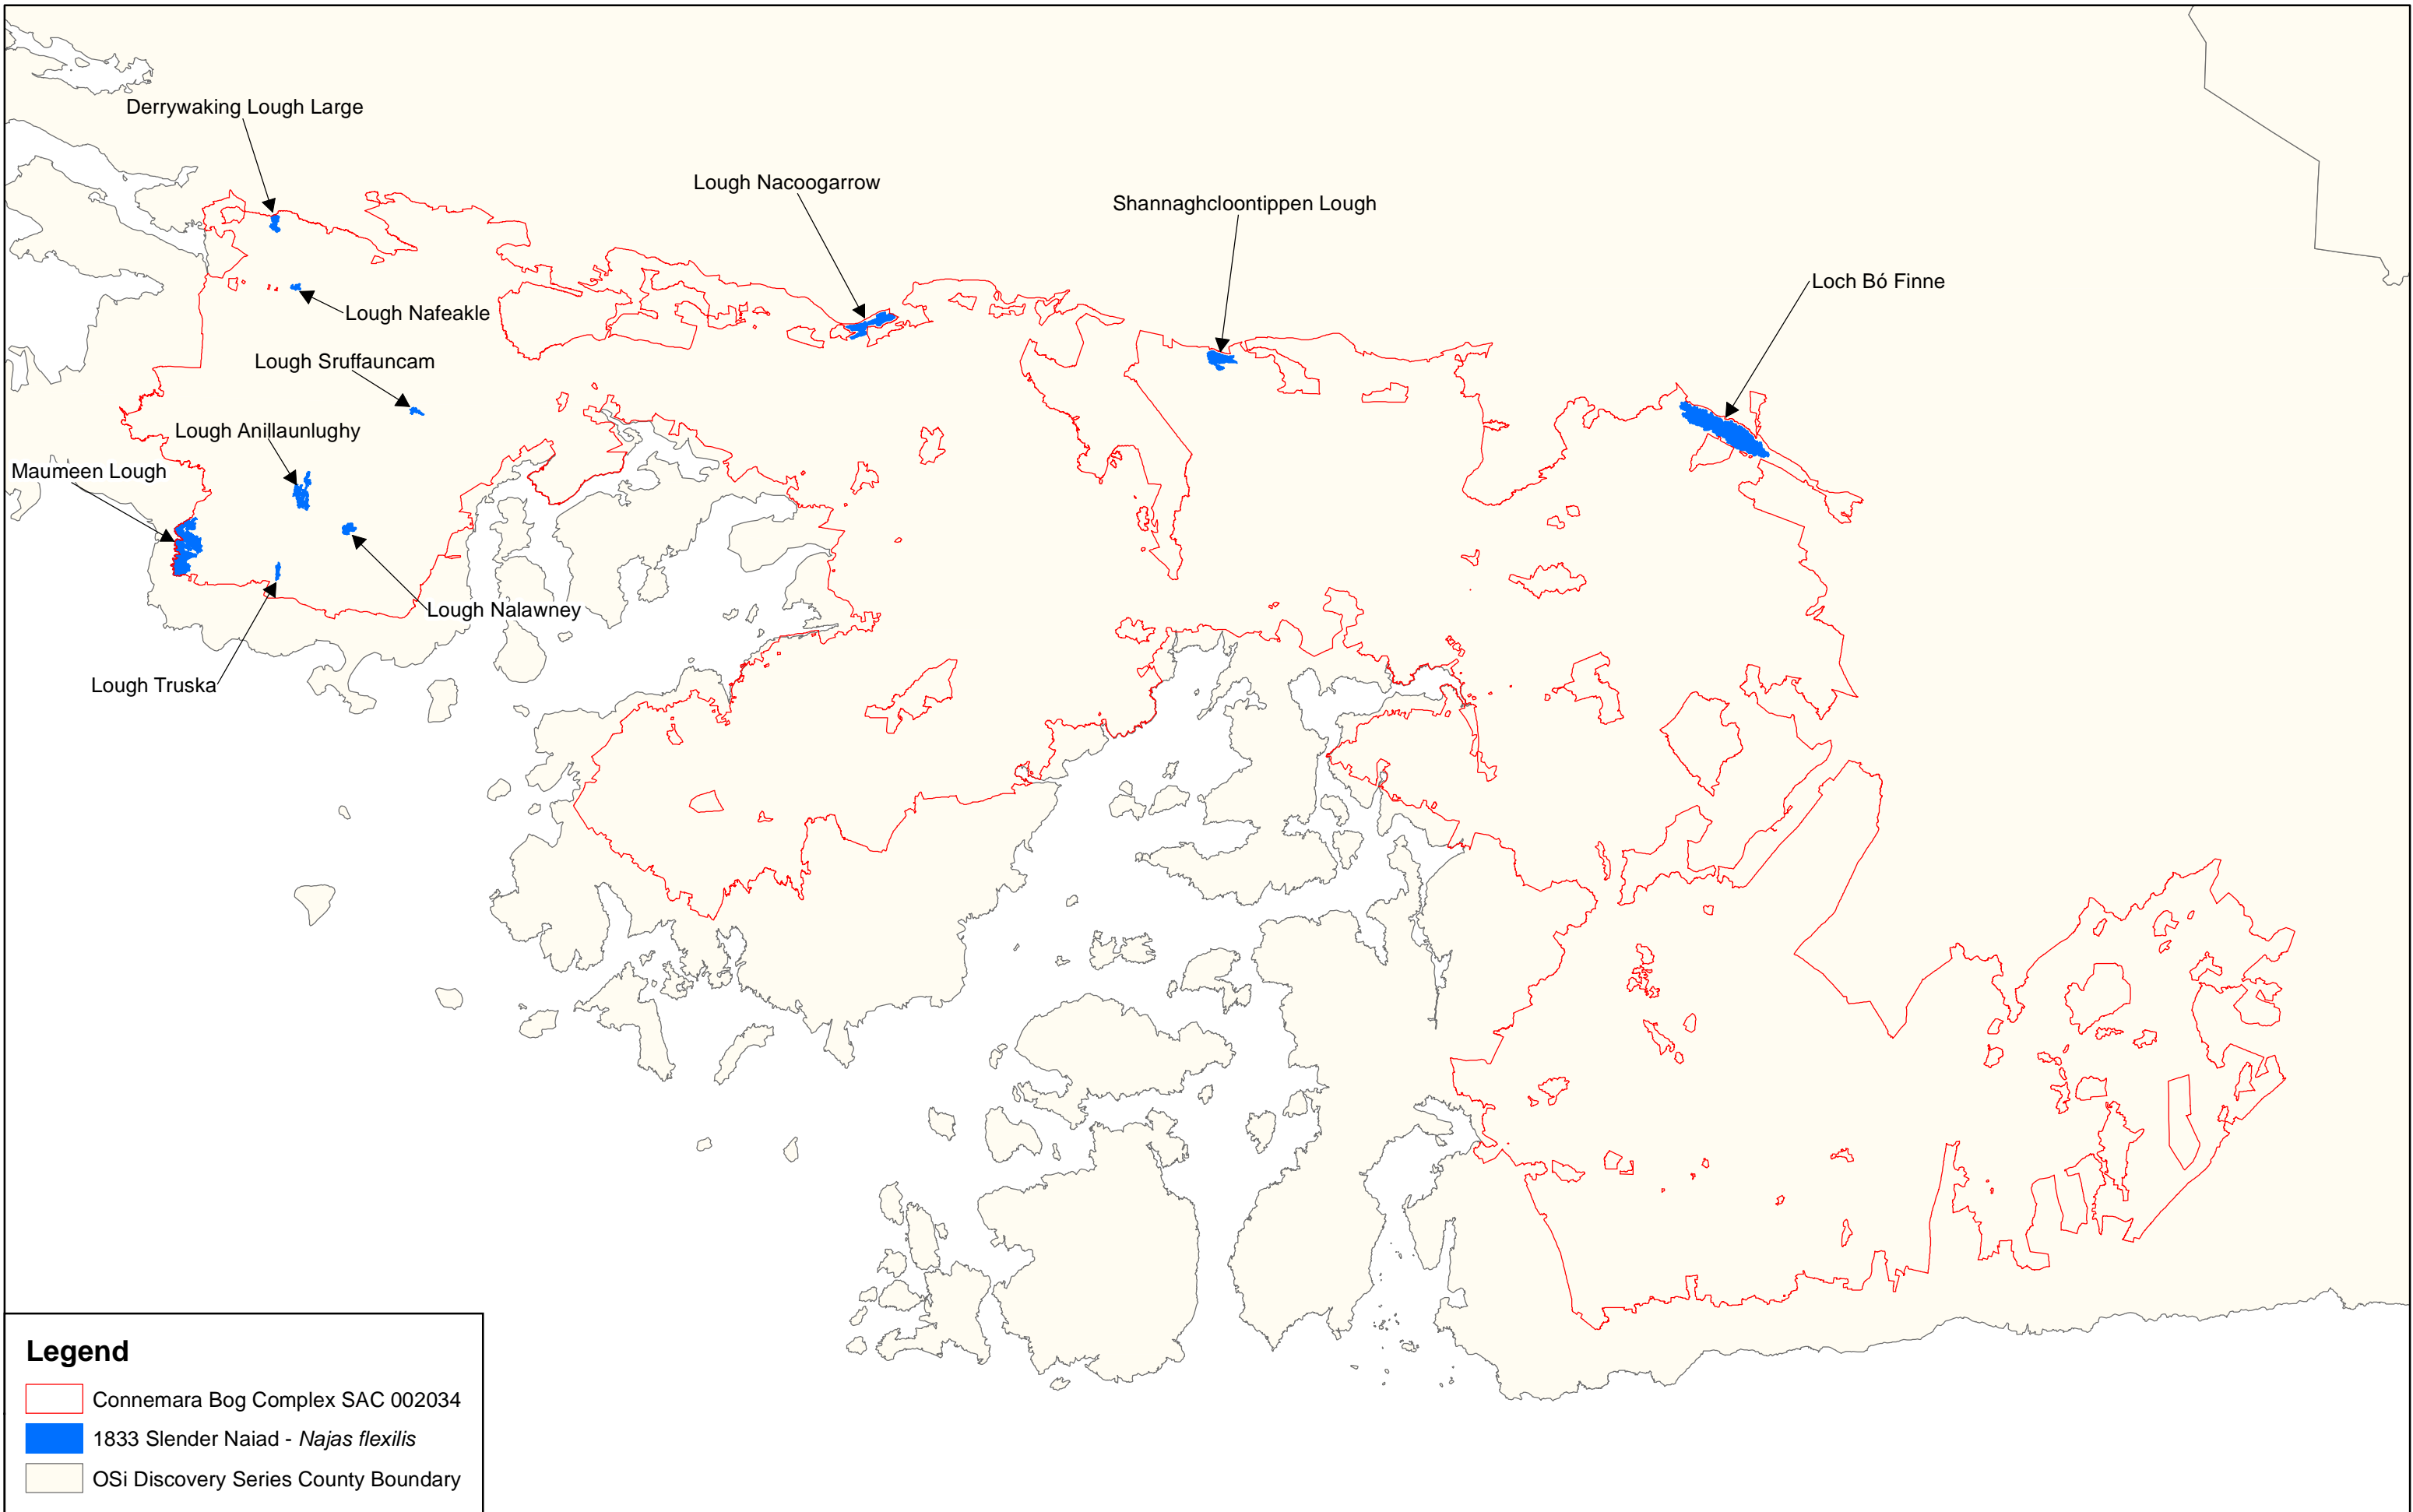 Derrywaking Lough Large
Lough Nacoogarrow
Shannaghcloontippen Lough
Loch Bó Finne
Lough Nafeakle
Lough Sruffauncam
Lough Anillaunlughy
Maumeen Lough
Lough Nalawney
Lough Truska
Legend
Connemara Bog Complex SAC 002034
1833 Slender Naiad - Najas flexilis
OSi Discovery Series County Boundary